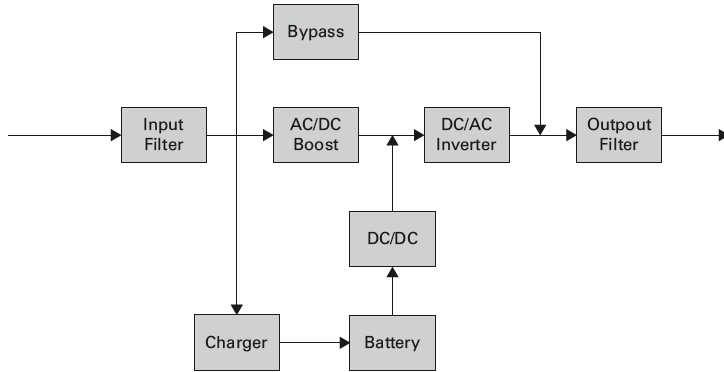 Bypass
Input
Filter
AC/DC
Boost
DC/AC
Inverter
Outpout
Filter
DC/DC
Charger
Battery